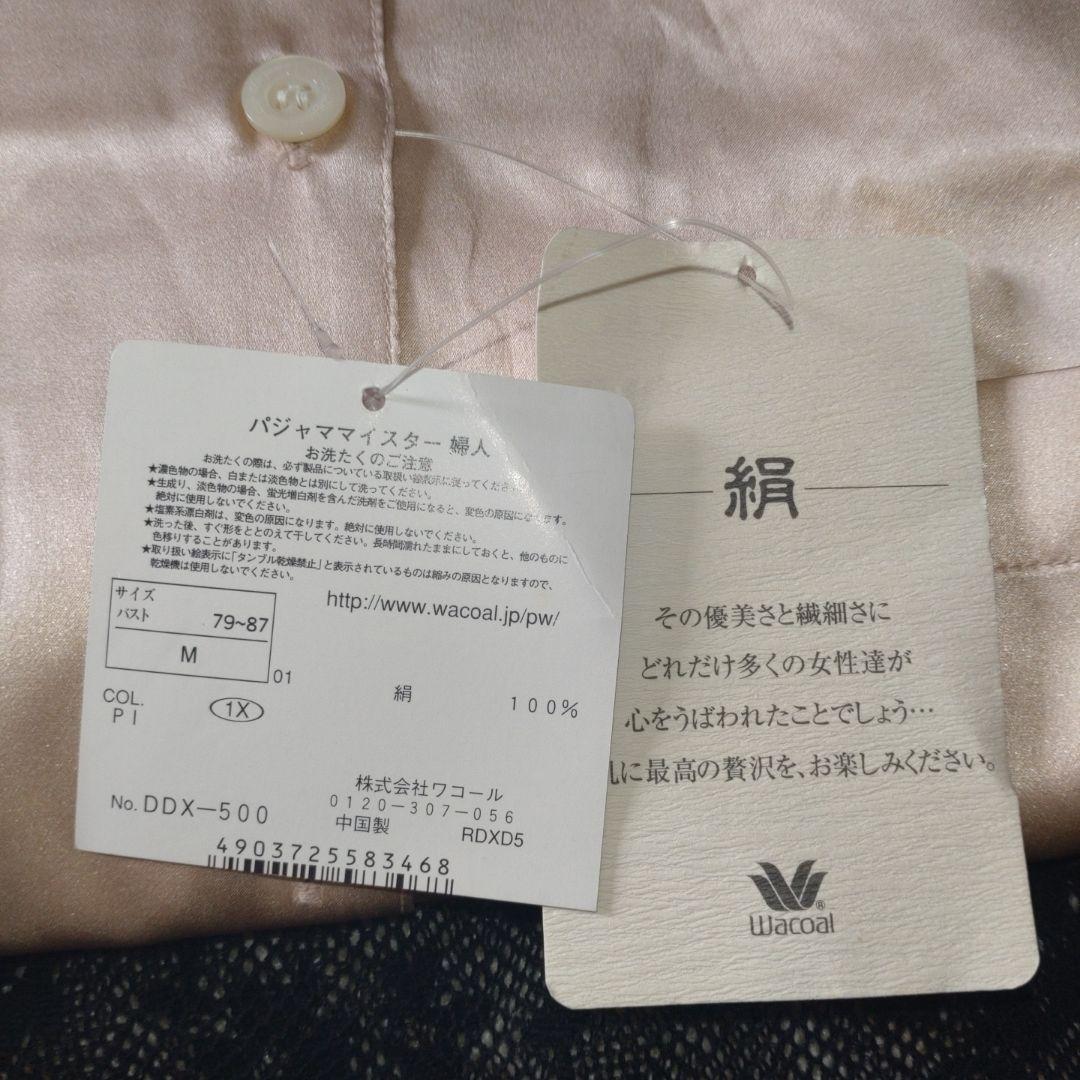 パジャママイスター 婦人
お洗たくのご注意
お洗たくの際は、必ず製品についている取扱い絵表示に従ってください。
★濃色物の場合、白または淡色物とは別にして洗ってください。
★生成り、淡色物の場合、蛍光増白剤を含んだ洗剤をご使用になると、変色の原因になります。
絶対に使用しないでください。
★塩素系漂白剤は、変色の原因になります。絶対に使用しないでください。
★洗った後、すぐ形をととのえて干してください。長時間濡れたままにしておくと、他のものに
色移りすることがあります。
★取り扱い絵表示に「タンブル乾燥禁止」と表示されているものは縮みの原因となりますので、
乾燥機は使用しないでください。
http://www.wacoal.jp/pw/
サイズ
バスト 79~87
M
01
COL.
PI
1X
絹 100%
No. DDX-500
株式会社ワコール
0120-307-056
中国製 RDXD5
4903725583468
絹
その優美さと繊細さに
どれだけ多くの女性達が
心をうばわれたことでしょう…
に最高の贅沢を、お楽しみください。
Wacoal®